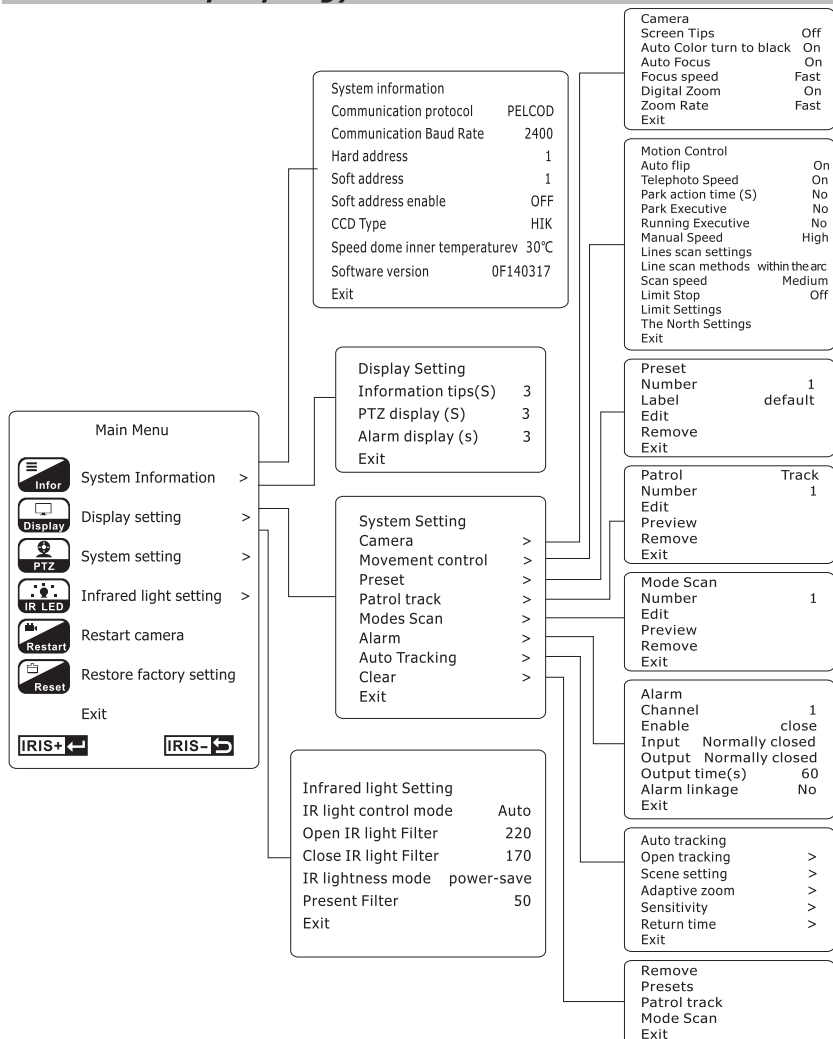 Main Menu
Infor System Information >
Display Display setting >
PTZ System setting >
IR LED Infrared light setting >
Restart Restart camera
Reset Restore factory setting
Exit
IRIS+ IRIS–
System information
Communication protocol PELCOD
Communication Baud Rate 2400
Hard address 1
Soft address 1
Soft address enable OFF
CCD Type HIK
Speed dome inner temperaturev 30℃
Software version 0F140317
Exit
Display Setting
Information tips(S) 3
PTZ display (S) 3
Alarm display (s) 3
Exit
System Setting
Camera >
Movement control >
Preset >
Patrol track >
Modes Scan >
Alarm >
Auto Tracking >
Clear >
Exit
Infrared light Setting
IR light control mode Auto
Open IR light Filter 220
Close IR light Filter 170
IR lightness mode power-save
Present Filter 50
Exit
Camera
Screen Tips Off
Auto Color turn to black On
Auto Focus On
Focus speed Fast
Digital Zoom On
Zoom Rate Fast
Exit
Motion Control
Auto flip On
Telephoto Speed On
Park action time (S) No
Park Executive No
Running Executive No
Manual Speed High
Lines scan settings
Line scan methods within the arc
Scan speed Medium
Limit Stop Off
Limit Settings
The North Settings
Exit
Preset
Number 1
Label default
Edit
Remove
Exit
Patrol Track
Number 1
Edit
Preview
Remove
Exit
Mode Scan
Number 1
Edit
Preview
Remove
Exit
Alarm
Channel 1
Enable close
Input Normally closed
Output Normally closed
Output time(s) 60
Alarm linkage No
Exit
Auto tracking
Open tracking >
Scene setting >
Adaptive zoom >
Sensitivity >
Return time >
Exit
Remove
Presets
Patrol track
Mode Scan
Exit